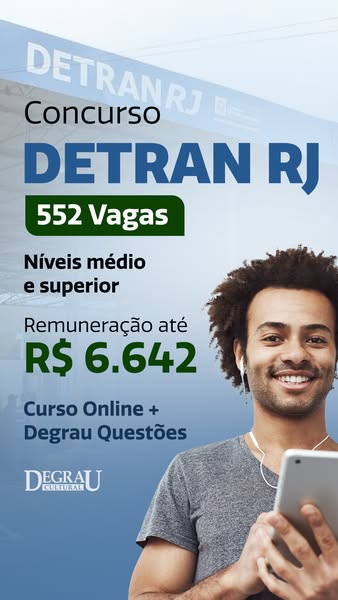 DETRAN RJ
Concurso
DETRAN RJ
552 Vagas
Níveis médio
e superior
Remuneração até
R$ 6.642
Curso Online +
Degrau Questões
DEGRAU
CULTURAL